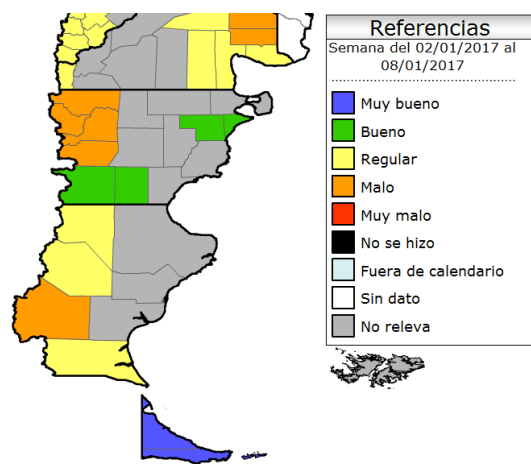 Referencias
Semana del 02/01/2017 al
08/01/2017
Muy bueno
Bueno
Regular
Malo
Muy malo
No se hizo
Fuera de calendario
Sin dato
No releva